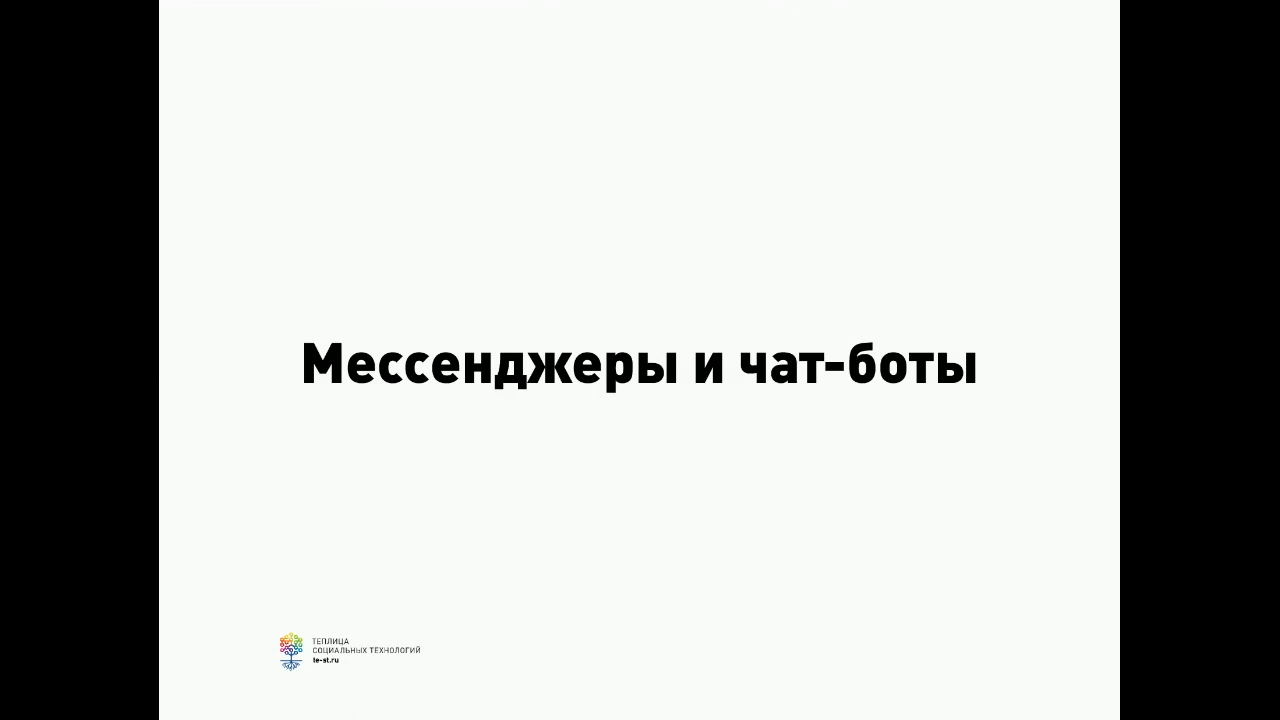 Мессенджеры и чат-боты
ТЕПЛИЦА
СОЦИАЛЬНЫХ ТЕХНОЛОГИЙ
te-st.ru